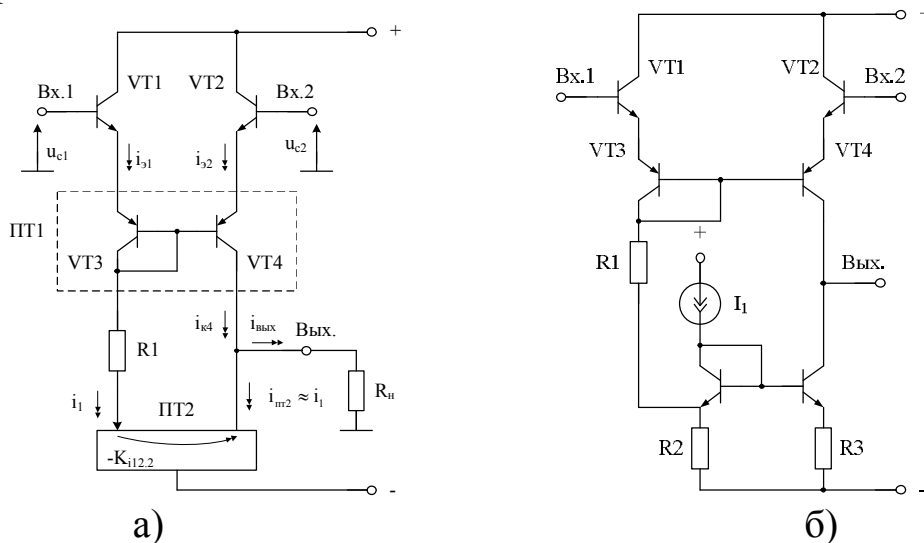 +
+
VT1
VT2
VT1
VT2
Вх.1
Вх.2
Вх.1
Вх.2
u_c1
i_э1
i_э2
u_c2
VT3
VT4
ПТ1
+
VT3
VT4
R1
Вых.
I_1
i_к4
i_вых
Вых.
R1
R_н
i_1
ПТ2
i_пт2 ≈ i_1
-K_i12.2
R2
R3
-
-
а)
б)